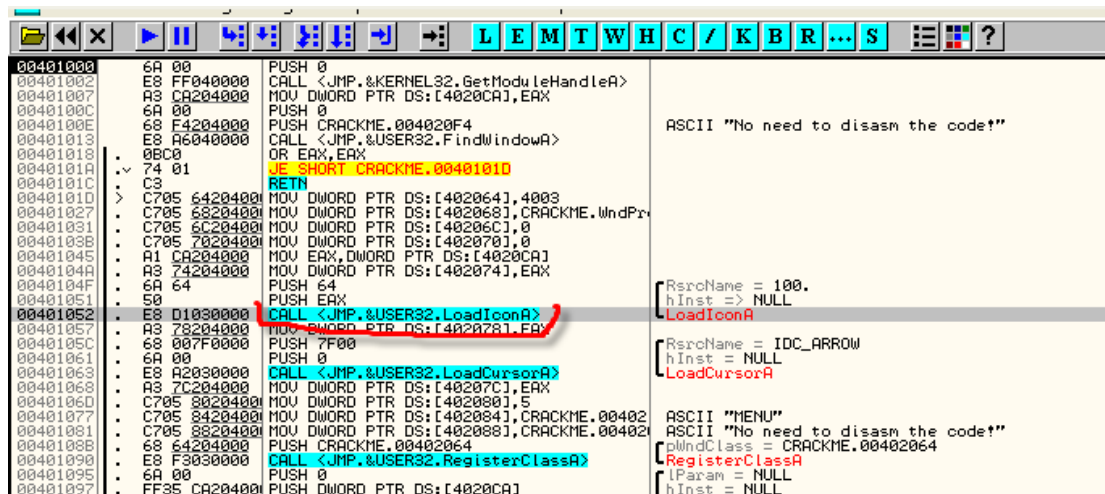 L E M T W H C / K B R ... S ?
00401000 6A 00 PUSH 0
00401002 E8 FF040000 CALL <JMP.&KERNEL32.GetModuleHandleA>
00401007 A3 CA204000 MOV DWORD PTR DS:[4020CA],EAX
0040100C 6A 00 PUSH 0
0040100E 68 F4204000 PUSH CRACKME.004020F4 ASCII "No need to disasm the code!"
00401013 E8 A6040000 CALL <JMP.&USER32.FindWindowA>
00401018 . 0BC0 OR EAX,EAX
0040101A .v 74 01 JE SHORT CRACKME.0040101D
0040101C . C3 RETN
0040101D > C705 64204000 MOV DWORD PTR DS:[402064],4003
00401027 . C705 68204000 MOV DWORD PTR DS:[402068],CRACKME.WndPr
00401031 . C705 6C204000 MOV DWORD PTR DS:[40206C],0
0040103B . C705 70204000 MOV DWORD PTR DS:[402070],0
00401045 . A1 CA204000 MOV EAX,DWORD PTR DS:[4020CA]
0040104A . A3 74204000 MOV DWORD PTR DS:[402074],EAX
0040104F . 6A 64 PUSH 64 RsrcName = 100.
00401051 . 50 PUSH EAX hInst => NULL
00401052 . E8 D1030000 CALL <JMP.&USER32.LoadIconA> LoadIconA
00401057 . A3 78204000 MOV DWORD PTR DS:[402078],EAX
0040105C . 68 007F0000 PUSH 7F00 RsrcName = IDC_ARROW
00401061 . 6A 00 PUSH 0 hInst = NULL
00401063 . E8 A2030000 CALL <JMP.&USER32.LoadCursorA> LoadCursorA
00401068 . A3 7C204000 MOV DWORD PTR DS:[40207C],EAX
0040106D . C705 80204000 MOV DWORD PTR DS:[402080],5
00401077 . C705 84204000 MOV DWORD PTR DS:[402084],CRACKME.00402 ASCII "MENU"
00401081 . C705 88204000 MOV DWORD PTR DS:[402088],CRACKME.00402 ASCII "No need to disasm the code!"
0040108B . 68 64204000 PUSH CRACKME.00402064 pWndClass = CRACKME.00402064
00401090 . E8 F3030000 CALL <JMP.&USER32.RegisterClassA> RegisterClassA
00401095 . 6A 00 PUSH 0 lParam = NULL
00401097 . FF35 CA204000 PUSH DWORD PTR DS:[4020CA] hInst = NULL